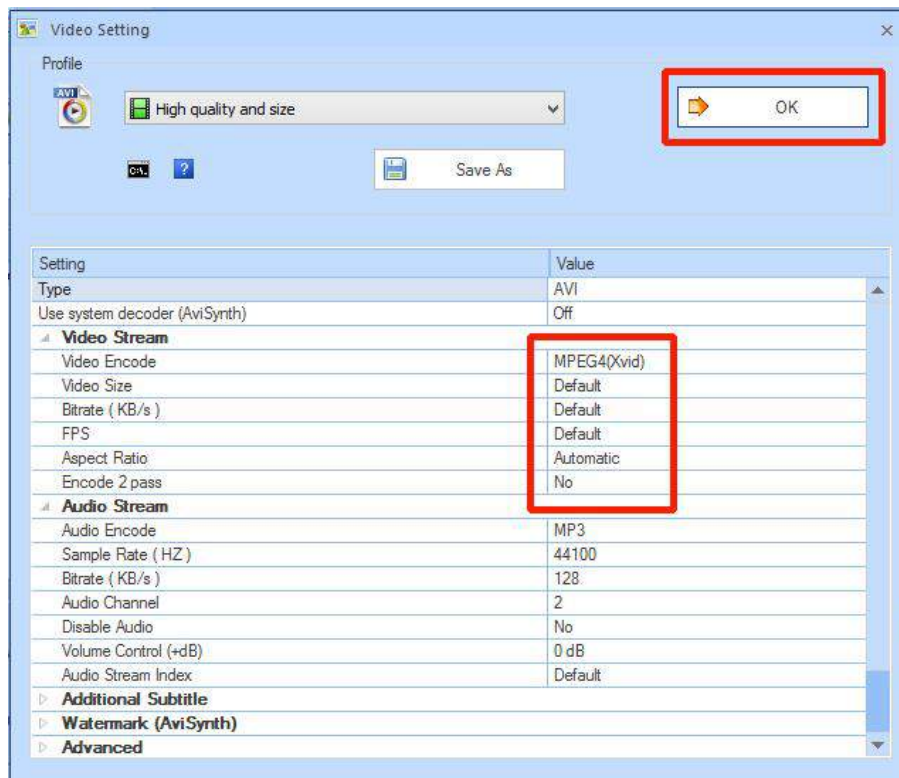 Video Setting
Profile
AVI
High quality and size
OK
C:\.
?
Save As
Setting Value
Type AVI
Use system decoder (AviSynth) Off
Video Stream
Video Encode MPEG4(Xvid)
Video Size Default
Bitrate ( KB/s ) Default
FPS Default
Aspect Ratio Automatic
Encode 2 pass No
Audio Stream
Audio Encode MP3
Sample Rate ( HZ ) 44100
Bitrate ( KB/s ) 128
Audio Channel 2
Disable Audio No
Volume Control (+dB) 0 dB
Audio Stream Index Default
Additional Subtitle
Watermark (AviSynth)
Advanced